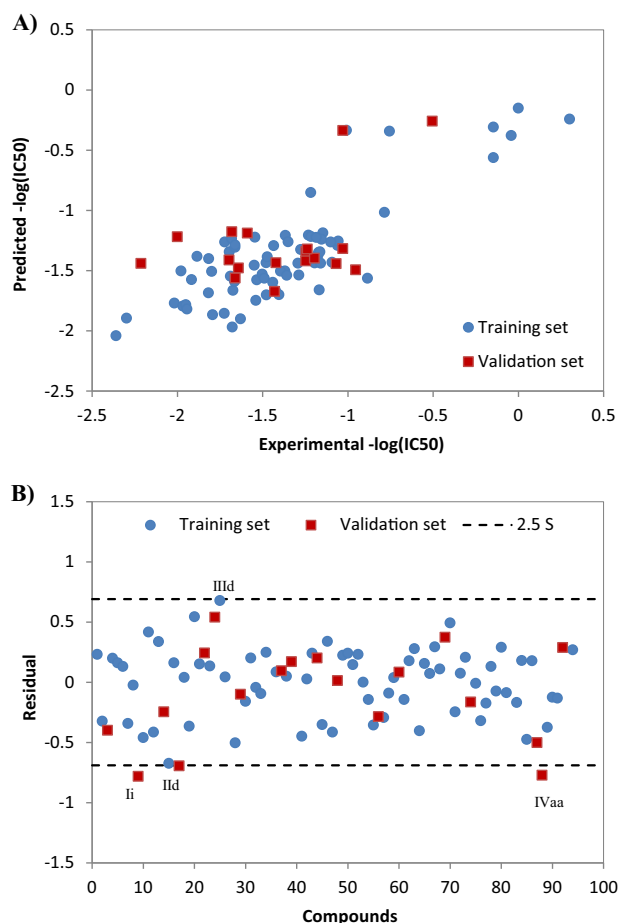 A)
0.5
0
-0.5
-1
-1.5
-2
-2.5
Predicted -log(IC50)
Training set
Validation set
-2.5 -2 -1.5 -1 -0.5 0 0.5
Experimental -log(IC50)
B)
1.5
1
0.5
0
-0.5
-1
-1.5
Residual
Training set Validation set 2.5 S
IIId
Ii
IId
IVaa
0 10 20 30 40 50 60 70 80 90 100
Compounds